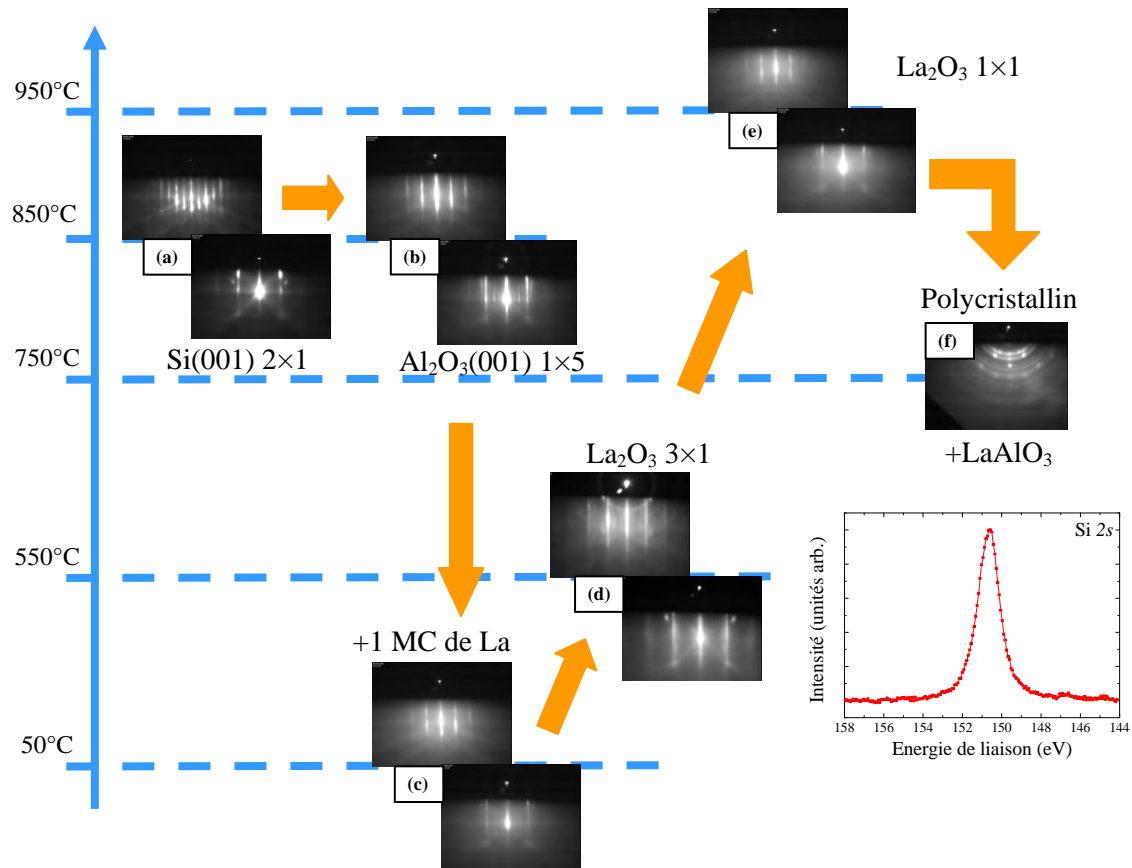 950°C
850°C
750°C
550°C
50°C
(a)
Si(001) 2×1
(b)
Al₂O₃(001) 1×5
+1 MC de La
(c)
La₂O₃ 3×1
(d)
La₂O₃ 1×1
(e)
Polycristallin
(f)
+LaAlO₃
Si 2s
Intensité (unités arb.)
158 156 154 152 150 148 146 144
Energie de liaison (eV)